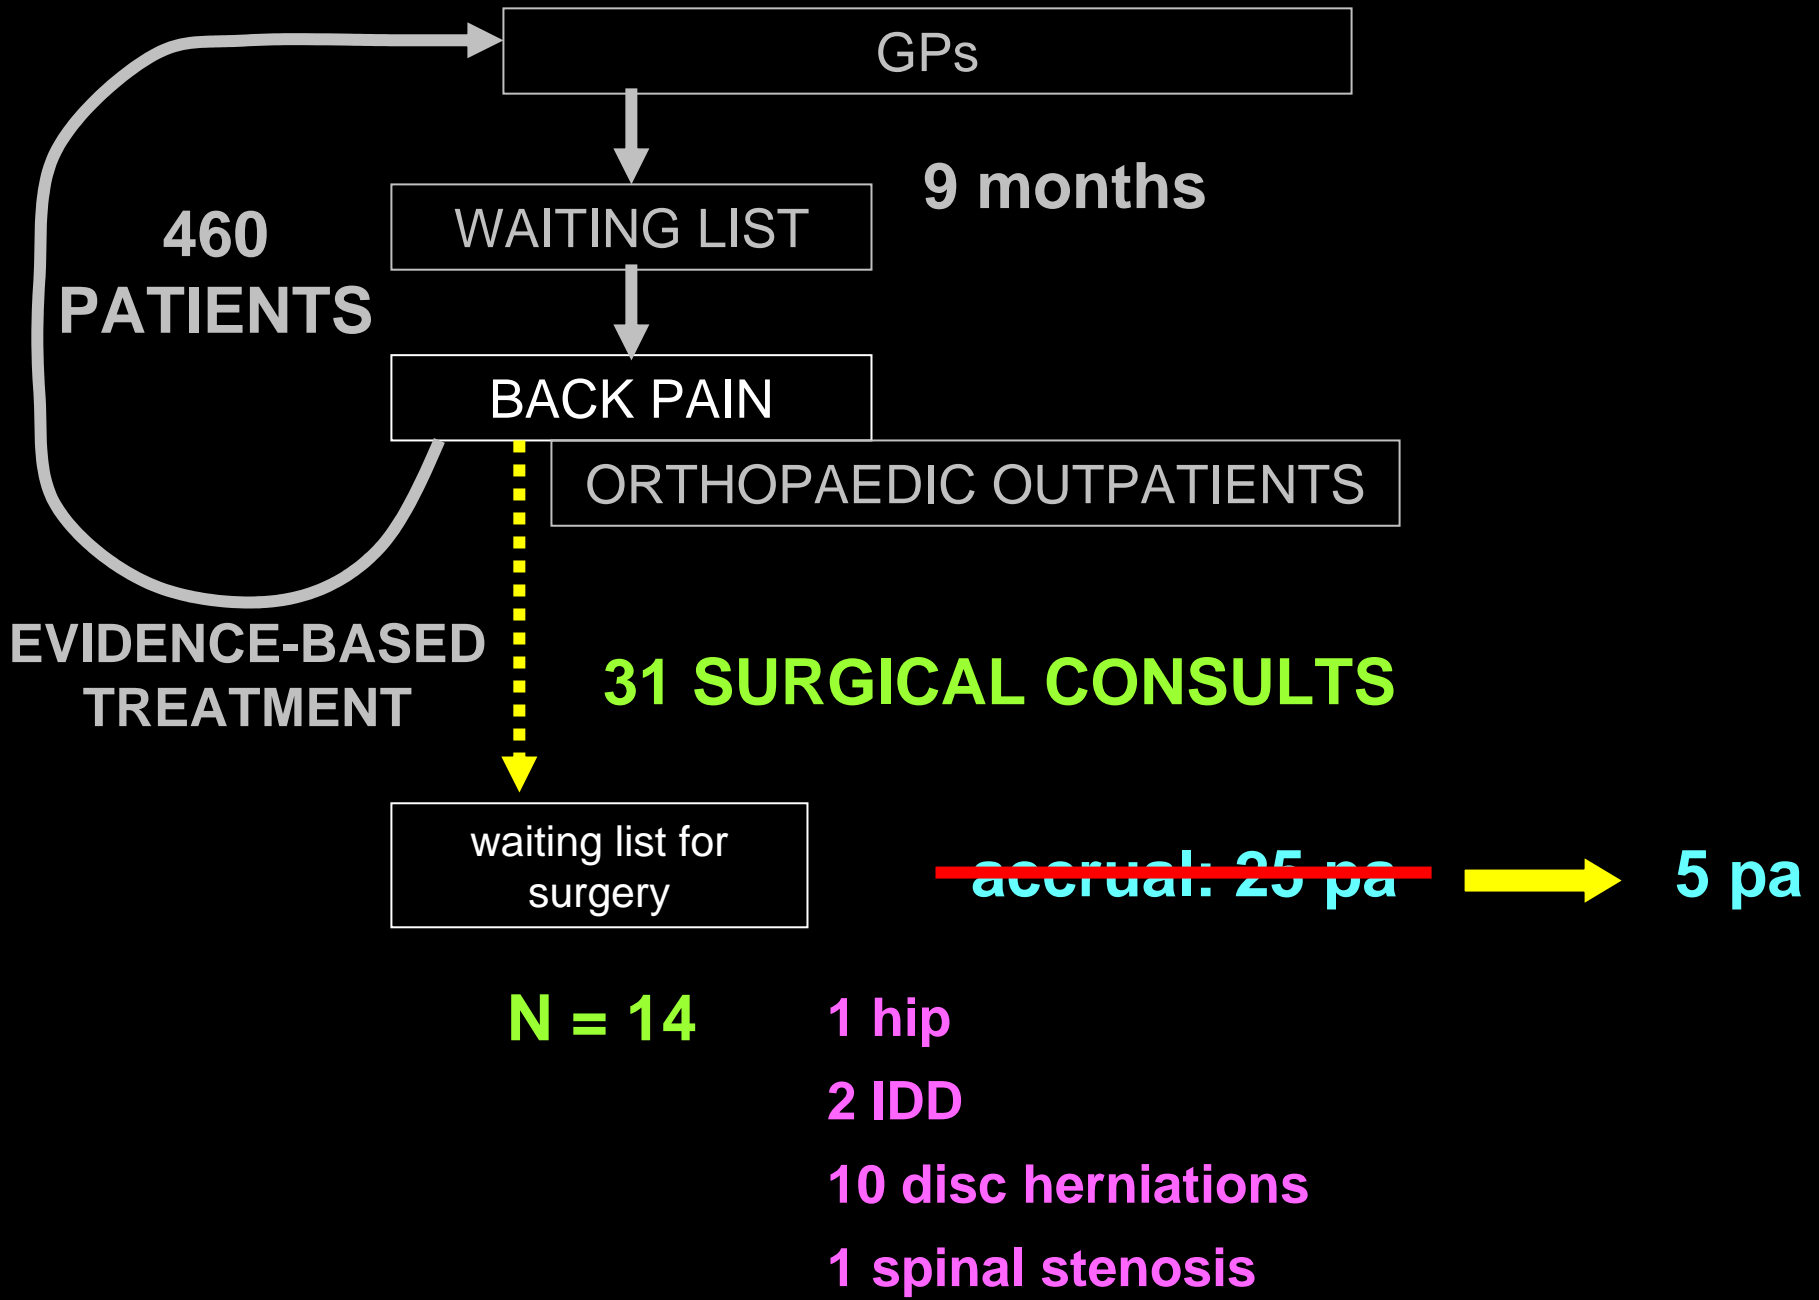 GPs
9 months
WAITING LIST
460
PATIENTS
BACK PAIN
ORTHOPAEDIC OUTPATIENTS
EVIDENCE-BASED
TREATMENT
31 SURGICAL CONSULTS
waiting list for
surgery
accrual: 25 pa
5 pa
N = 14
1 hip
2 IDD
10 disc herniations
1 spinal stenosis